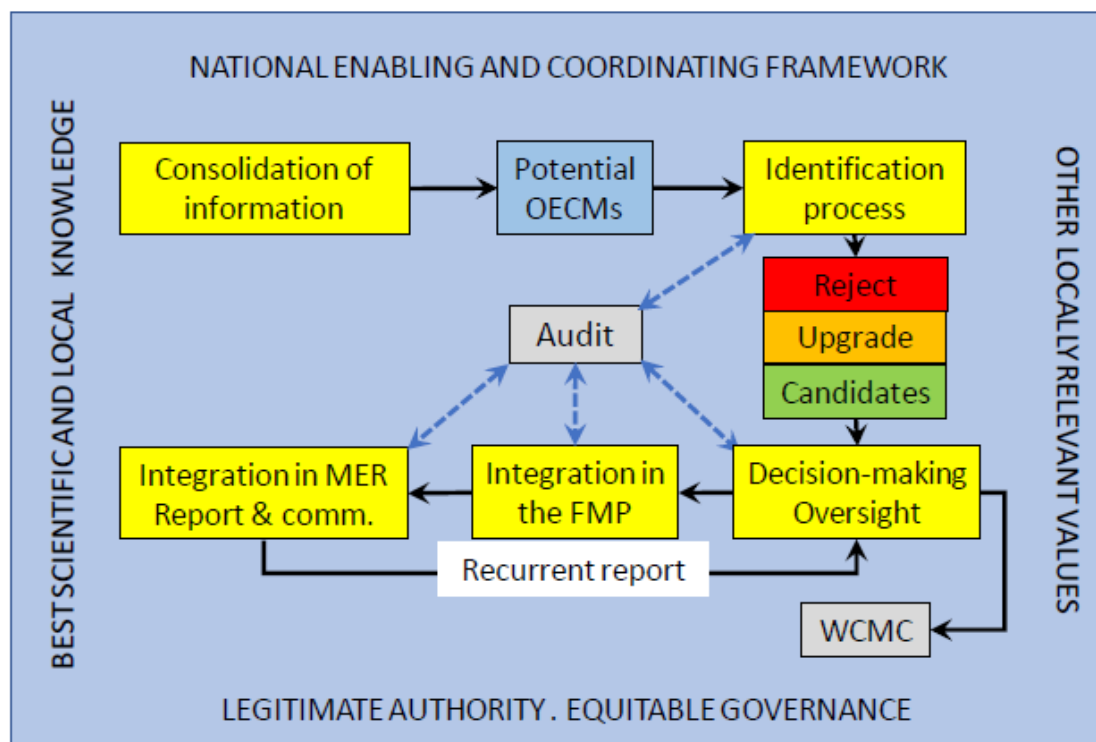 NATIONAL ENABLING AND COORDINATING FRAMEWORK
BEST SCIENTIFIC AND LOCAL KNOWLEDGE
OTHER LOCALLY RELEVANT VALUES
Consolidation of
information
Potential
OECMs
Identification
process
Reject
Upgrade
Candidates
Audit
Integration in MER
Report & comm.
Integration in
the FMP
Decision-making
Oversight
Recurrent report
WCMC
LEGITIMATE AUTHORITY . EQUITABLE GOVERNANCE